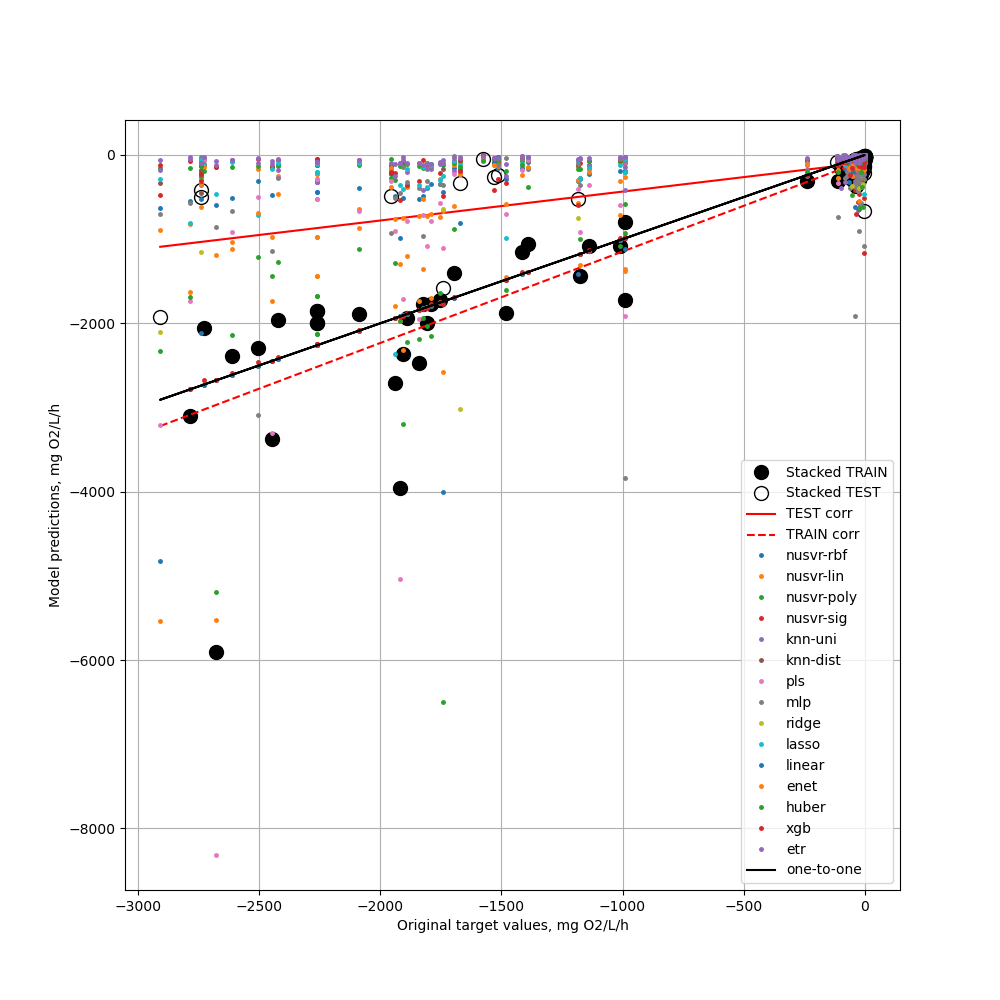 0
−2000
−4000
−6000
−8000
Model predictions, mg O2/L/h
−3000
−2500
−2000
−1500
−1000
−500
0
Original target values, mg O2/L/h
Stacked TRAIN
Stacked TEST
TEST corr
TRAIN corr
nusvr-rbf
nusvr-lin
nusvr-poly
nusvr-sig
knn-uni
knn-dist
pls
mlp
ridge
lasso
linear
enet
huber
xgb
etr
one-to-one